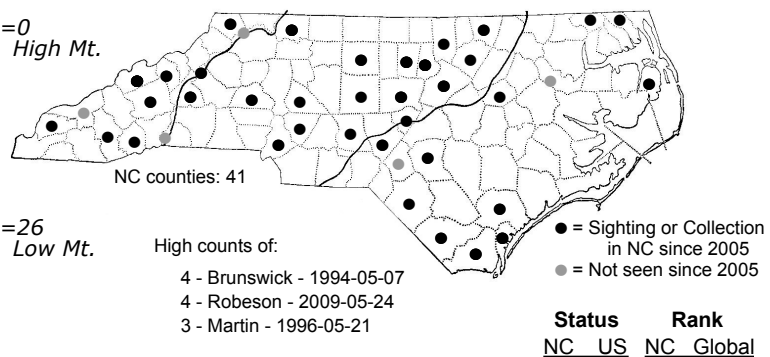 =0
High Mt.
NC counties: 41
=26
Low Mt.
High counts of:
4 - Brunswick - 1994-05-07
4 - Robeson - 2009-05-24
3 - Martin - 1996-05-21
= Sighting or Collection
in NC since 2005
= Not seen since 2005
Status Rank
NC US NC Global